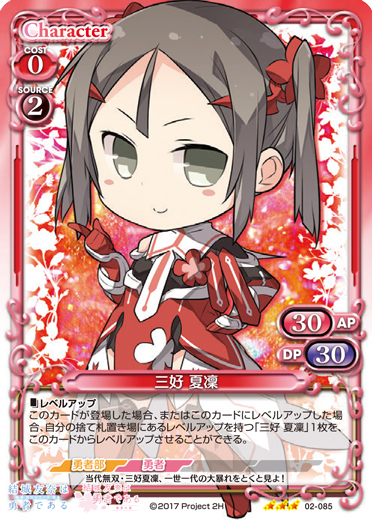 Character
COST
0
SOURCE
2
30 AP
DP 30
三好 夏凜
レベルアップ
このカードが登場した場合、またはこのカードにレベルアップした場
合、自分の捨て札置き場にあるレベルアップを持つ「三好 夏凜」1枚を、
このカードからレベルアップさせることができる。
勇者部 勇者
当代無双・三好夏凜、一世一代の大暴れをとくと見よ!
結城友奈は
勇者である
©2017 Project 2H
02-085